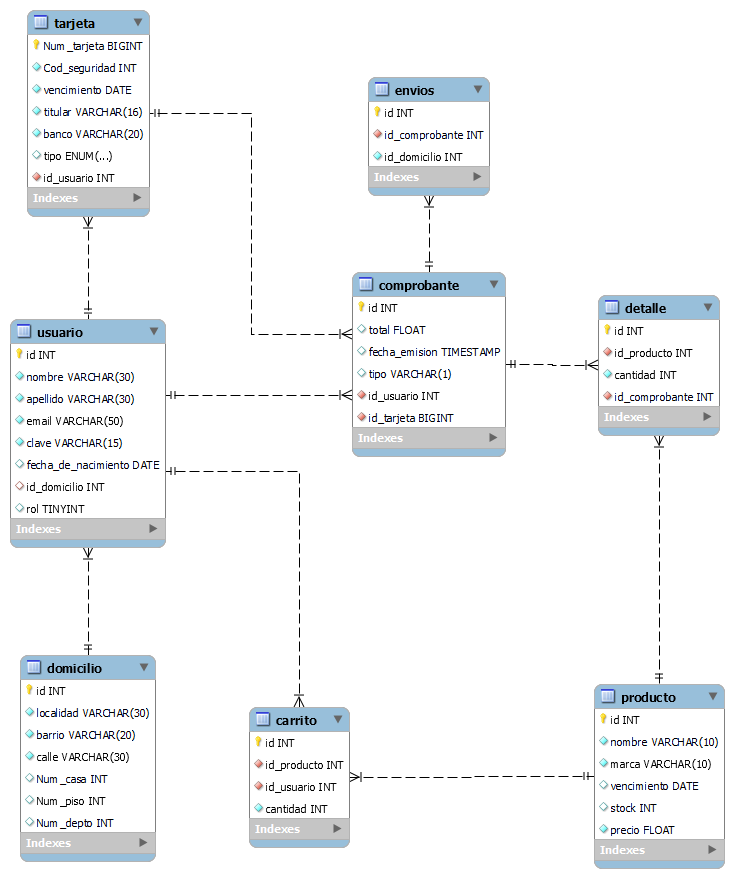 tarjeta
Num_tarjeta BIGINT
Cod_seguridad INT
vencimiento DATE
titular VARCHAR(16)
banco VARCHAR(20)
tipo ENUM(...)
id_usuario INT
Indexes
envios
id INT
id_comprobante INT
id_domicilio INT
Indexes
comprobante
id INT
total FLOAT
fecha_emision TIMESTAMP
tipo VARCHAR(1)
id_usuario INT
id_tarjeta BIGINT
Indexes
detalle
id INT
id_producto INT
cantidad INT
id_comprobante INT
Indexes
usuario
id INT
nombre VARCHAR(30)
apellido VARCHAR(30)
email VARCHAR(50)
clave VARCHAR(15)
fecha_de_nacimiento DATE
id_domicilio INT
rol TINYINT
Indexes
domicilio
id INT
localidad VARCHAR(30)
barrio VARCHAR(20)
calle VARCHAR(30)
Num_casa INT
Num_piso INT
Num_depto INT
Indexes
carrito
id INT
id_producto INT
id_usuario INT
cantidad INT
Indexes
producto
id INT
nombre VARCHAR(10)
marca VARCHAR(10)
vencimiento DATE
stock INT
precio FLOAT
Indexes